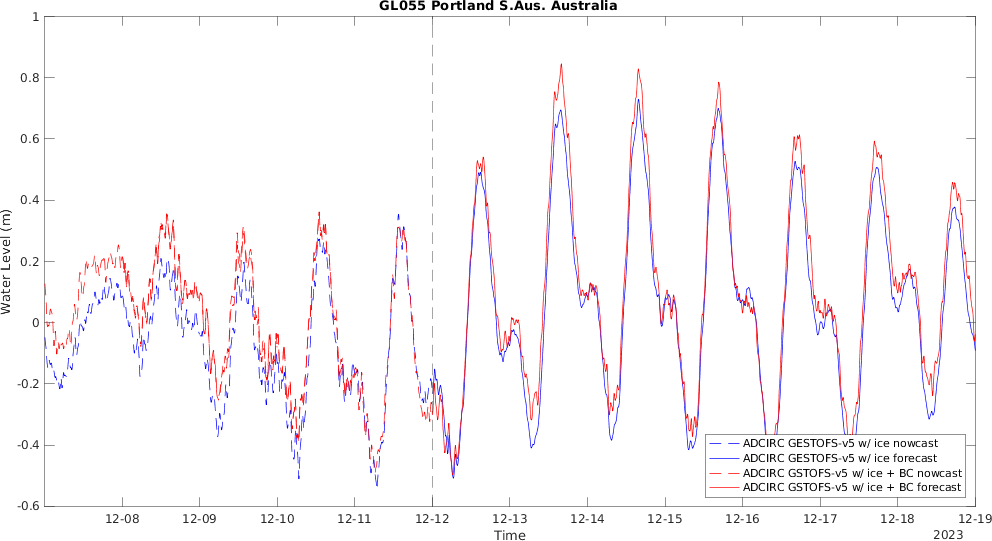 GL055 Portland S.Aus. Australia
Water Level (m)
1
0.8
0.6
0.4
0.2
0
-0.2
-0.4
-0.6
ADCIRC GESTOFS-v5 w/ ice nowcast
ADCIRC GESTOFS-v5 w/ ice forecast
ADCIRC GSTOFS-v5 w/ ice + BC nowcast
ADCIRC GSTOFS-v5 w/ ice + BC forecast
12-08 12-09 12-10 12-11 12-12 12-13 12-14 12-15 12-16 12-17 12-18 12-19
Time
2023